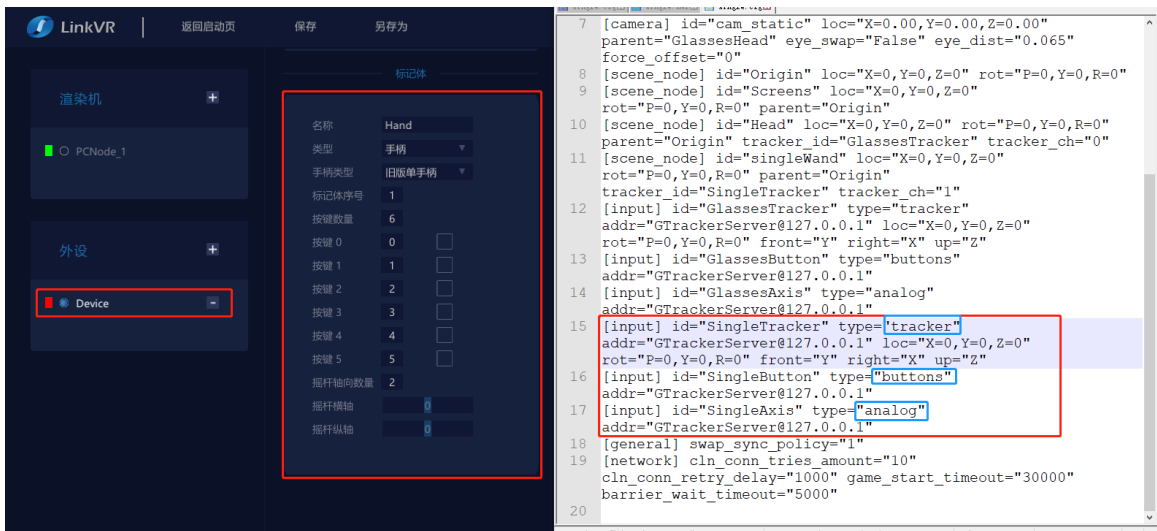 LinkVR
返回启动页
保存
另存为
渲染机
+
PCNode_1
外设
+
Device
-
标记体
名称 Hand
类型 手柄
手柄类型 旧版单手柄
标记体序号 1
按键数量 6
按键 0 0
按键 1 1
按键 2 2
按键 3 3
按键 4 4
按键 5 5
摇杆轴向数量 2
摇杆横轴 0
摇杆纵轴 0
7 [camera] id="cam_static" loc="X=0.00,Y=0.00,Z=0.00"
parent="GlassesHead" eye_swap="False" eye_dist="0.065"
force_offset="0"
8 [scene_node] id="Origin" loc="X=0,Y=0,Z=0" rot="P=0,Y=0,R=0"
9 [scene_node] id="Screens" loc="X=0,Y=0,Z=0"
rot="P=0,Y=0,R=0" parent="Origin"
10 [scene_node] id="Head" loc="X=0,Y=0,Z=0" rot="P=0,Y=0,R=0"
parent="Origin" tracker_id="GlassesTracker" tracker_ch="0"
11 [scene_node] id="singleWand" loc="X=0,Y=0,Z=0"
rot="P=0,Y=0,R=0" parent="Origin"
tracker_id="SingleTracker" tracker_ch="1"
12 [input] id="GlassesTracker" type="tracker"
addr="GTrackerServer@127.0.0.1" loc="X=0,Y=0,Z=0"
rot="P=0,Y=0,R=0" front="Y" right="X" up="Z"
13 [input] id="GlassesButton" type="buttons"
addr="GTrackerServer@127.0.0.1"
14 [input] id="GlassesAxis" type="analog"
addr="GTrackerServer@127.0.0.1"
15 [input] id="SingleTracker" type="tracker"
addr="GTrackerServer@127.0.0.1" loc="X=0,Y=0,Z=0"
rot="P=0,Y=0,R=0" front="Y" right="X" up="Z"
16 [input] id="SingleButton" type="buttons"
addr="GTrackerServer@127.0.0.1"
17 [input] id="SingleAxis" type="analog"
addr="GTrackerServer@127.0.0.1"
18 [general] swap_sync_policy="1"
19 [network] cln_conn_tries_amount="10"
cln_conn_retry_delay="1000" game_start_timeout="30000"
barrier_wait_timeout="5000"
20